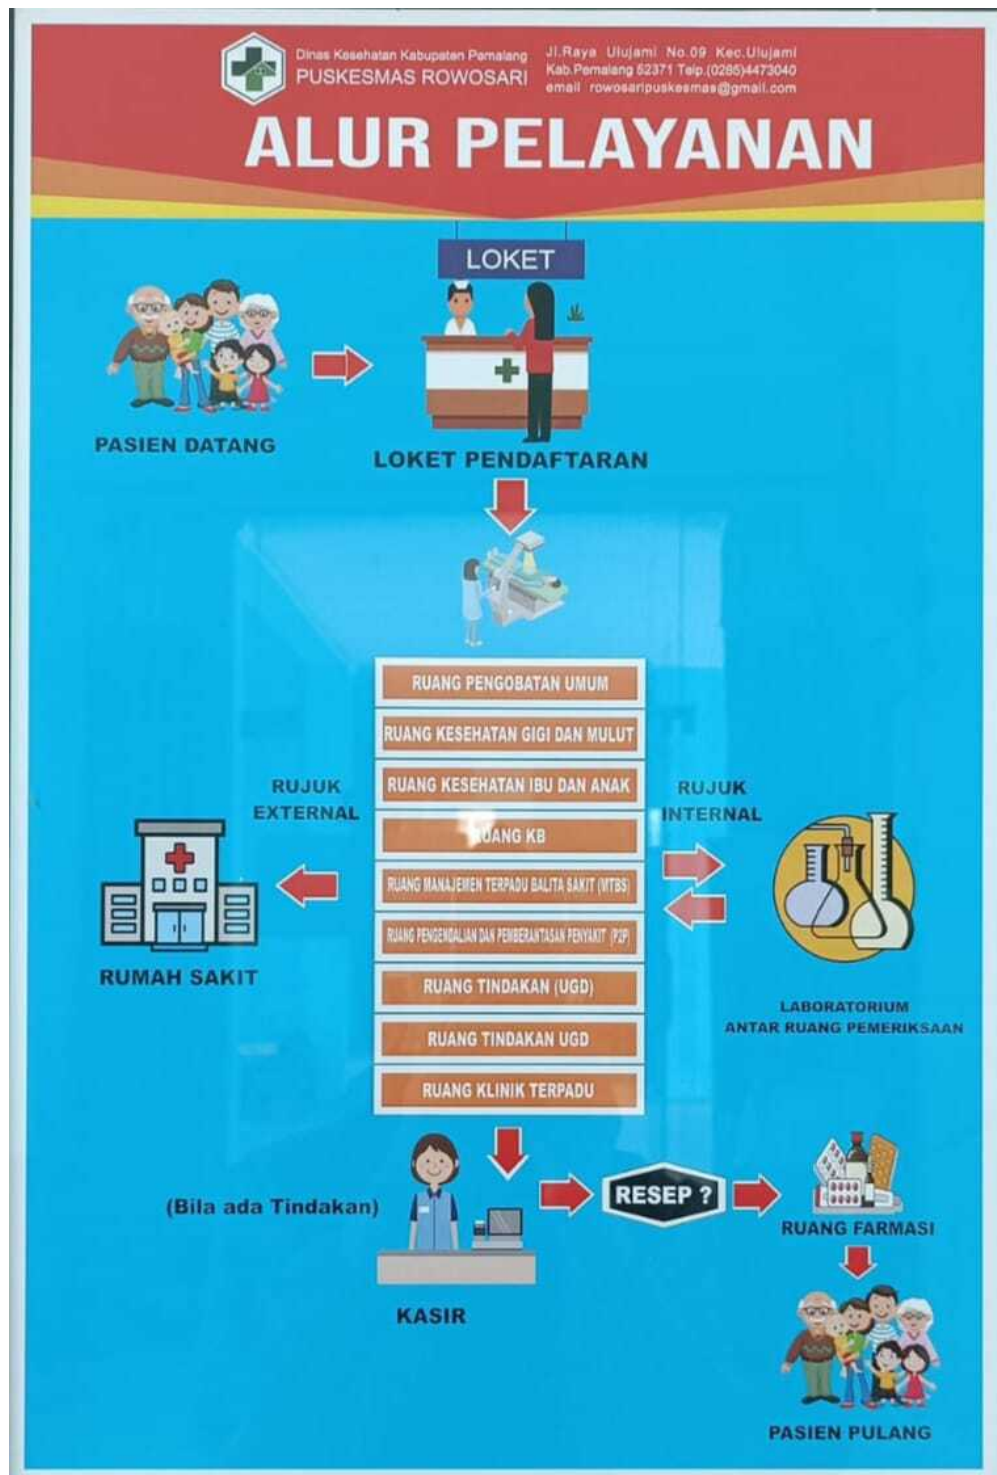 Dinas Kesehatan Kabupaten Pemalang
PUSKESMAS ROWOSARI
Jl.Raya Ulujami No.09 Kec.Ulujami
Kab.Pemalang 52371 Telp.(0285)4473040
email rowosaripuskesmas@gmail.com
ALUR PELAYANAN
LOKET
PASIEN DATANG
LOKET PENDAFTARAN
RUANG PENGOBATAN UMUM
RUANG KESEHATAN GIGI DAN MULUT
RUANG KESEHATAN IBU DAN ANAK
RUANG KB
RUANG MANAJEMEN TERPADU BALITA SAKIT (MTBS)
RUANG PENGENDALIAN DAN PEMBERANTASAN PENYAKIT (P2P)
RUANG TINDAKAN (UGD)
RUANG TINDAKAN UGD
RUANG KLINIK TERPADU
RUJUK
EXTERNAL
RUMAH SAKIT
RUJUK
INTERNAL
LABORATORIUM
ANTAR RUANG PEMERIKSAAN
(Bila ada Tindakan)
KASIR
RESEP ?
RUANG FARMASI
PASIEN PULANG